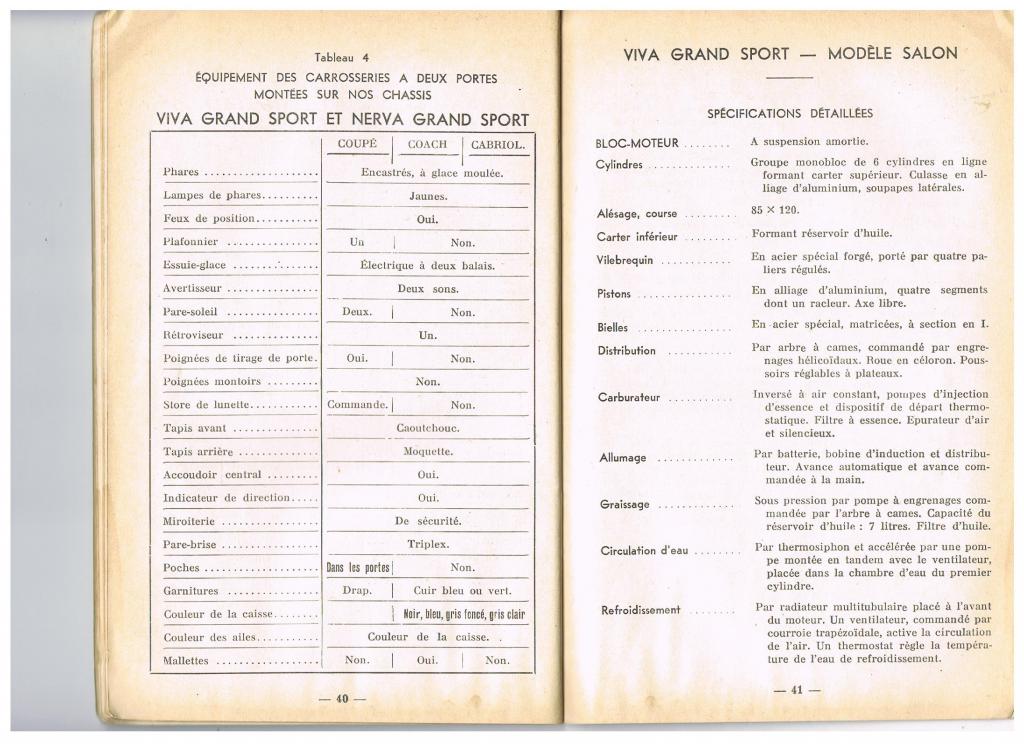 Tableau 4
ÉQUIPEMENT DES CARROSSERIES A DEUX PORTES
MONTÉES SUR NOS CHASSIS
VIVA GRAND SPORT ET NERVA GRAND SPORT
COUPÉ COACH CABRIOL.
Phares .................... Encastrés, à glace moulée.
Lampes de phares.......... Jaunes.
Feux de position........... Oui.
Plafonnier ................ Un Non.
Essuie-glace ............... Électrique à deux balais.
Avertisseur ................ Deux sons.
Pare-soleil ................ Deux. Non.
Rétroviseur ................ Un.
Poignées de tirage de porte. Oui. Non.
Poignées montoirs ......... Non.
Store de lunette............ Commande. Non.
Tapis avant ............... Caoutchouc.
Tapis arrière .............. Moquette.
Accoudoir central ......... Oui.
Indicateur de direction..... Oui.
Miroiterie ................. De sécurité.
Pare-brise ................. Triplex.
Poches .................... Dans les portes Non.
Garnitures ................. Drap. Cuir bleu ou vert.
Couleur de la caisse........ Noir, bleu, gris foncé, gris clair
Couleur des ailes........... Couleur de la caisse.
Mallettes .................. Non. Oui. Non.
— 40 —
VIVA GRAND SPORT — MODÈLE SALON
SPÉCIFICATIONS DÉTAILLÉES
BLOC-MOTEUR ........ A suspension amortie.
Cylindres .............. Groupe monobloc de 6 cylindres en ligne
formant carter supérieur. Culasse en al-
liage d'aluminium, soupapes latérales.
Alésage, course ......... 85 × 120.
Carter inférieur ......... Formant réservoir d'huile.
Vilebrequin ............ En acier spécial forgé, porté par quatre pa-
liers régulés.
Pistons ................ En alliage d'aluminium, quatre segments
dont un racleur. Axe libre.
Bielles ................ En acier spécial, matricées, à section en I.
Distribution ........... Par arbre à cames, commandé par engre-
nages hélicoïdaux. Roue en céloron. Pous-
soirs réglables à plateaux.
Carburateur ............ Inversé à air constant, pompes d'injection
d'essence et dispositif de départ thermo-
statique. Filtre à essence. Epurateur d'air
et silencieux.
Allumage .............. Par batterie, bobine d'induction et distribu-
teur. Avance automatique et avance com-
mandée à la main.
Graissage ............. Sous pression par pompe à engrenages com-
mandée par l'arbre à cames. Capacité du
réservoir d'huile : 7 litres. Filtre d'huile.
Circulation d'eau ........ Par thermosiphon et accélérée par une pom-
pe montée en tandem avec le ventilateur,
placée dans la chambre d'eau du premier
cylindre.
Refroidissement ........ Par radiateur multitubulaire placé à l'avant
du moteur. Un ventilateur, commandé par
courroie trapézoïdale, active la circulation
de l'air. Un thermostat règle la tempéra-
ture de l'eau de refroidissement.
— 41 —